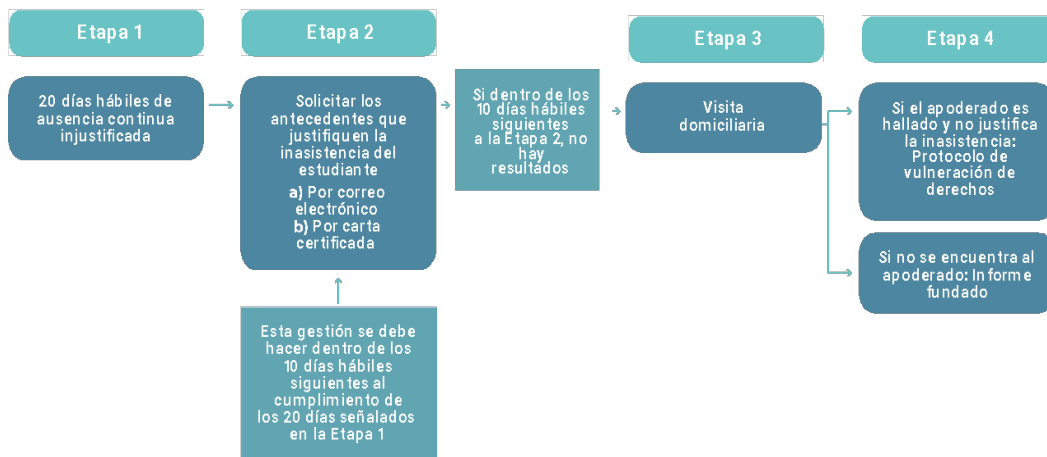 Etapa 1
20 días hábiles de
ausencia continua
injustificada
Etapa 2
Solicitar los
antecedentes que
justifiquen la
inasistencia del
estudiante
a) Por correo
electrónico
b) Por carta
certificada
Esta gestión se debe
hacer dentro de los
10 días hábiles
siguientes al
cumplimiento de
los 20 días señalados
en la Etapa 1
Si dentro de los
10 días hábiles
siguientes
a la Etapa 2, no
hay
resultados
Etapa 3
Visita
domiciliaria
Etapa 4
Si el apoderado es
hallado y no justifica
la inasistencia:
Protocolo de
vulneración de
derechos
Si no se encuentra al
apoderado: Informe
fundado